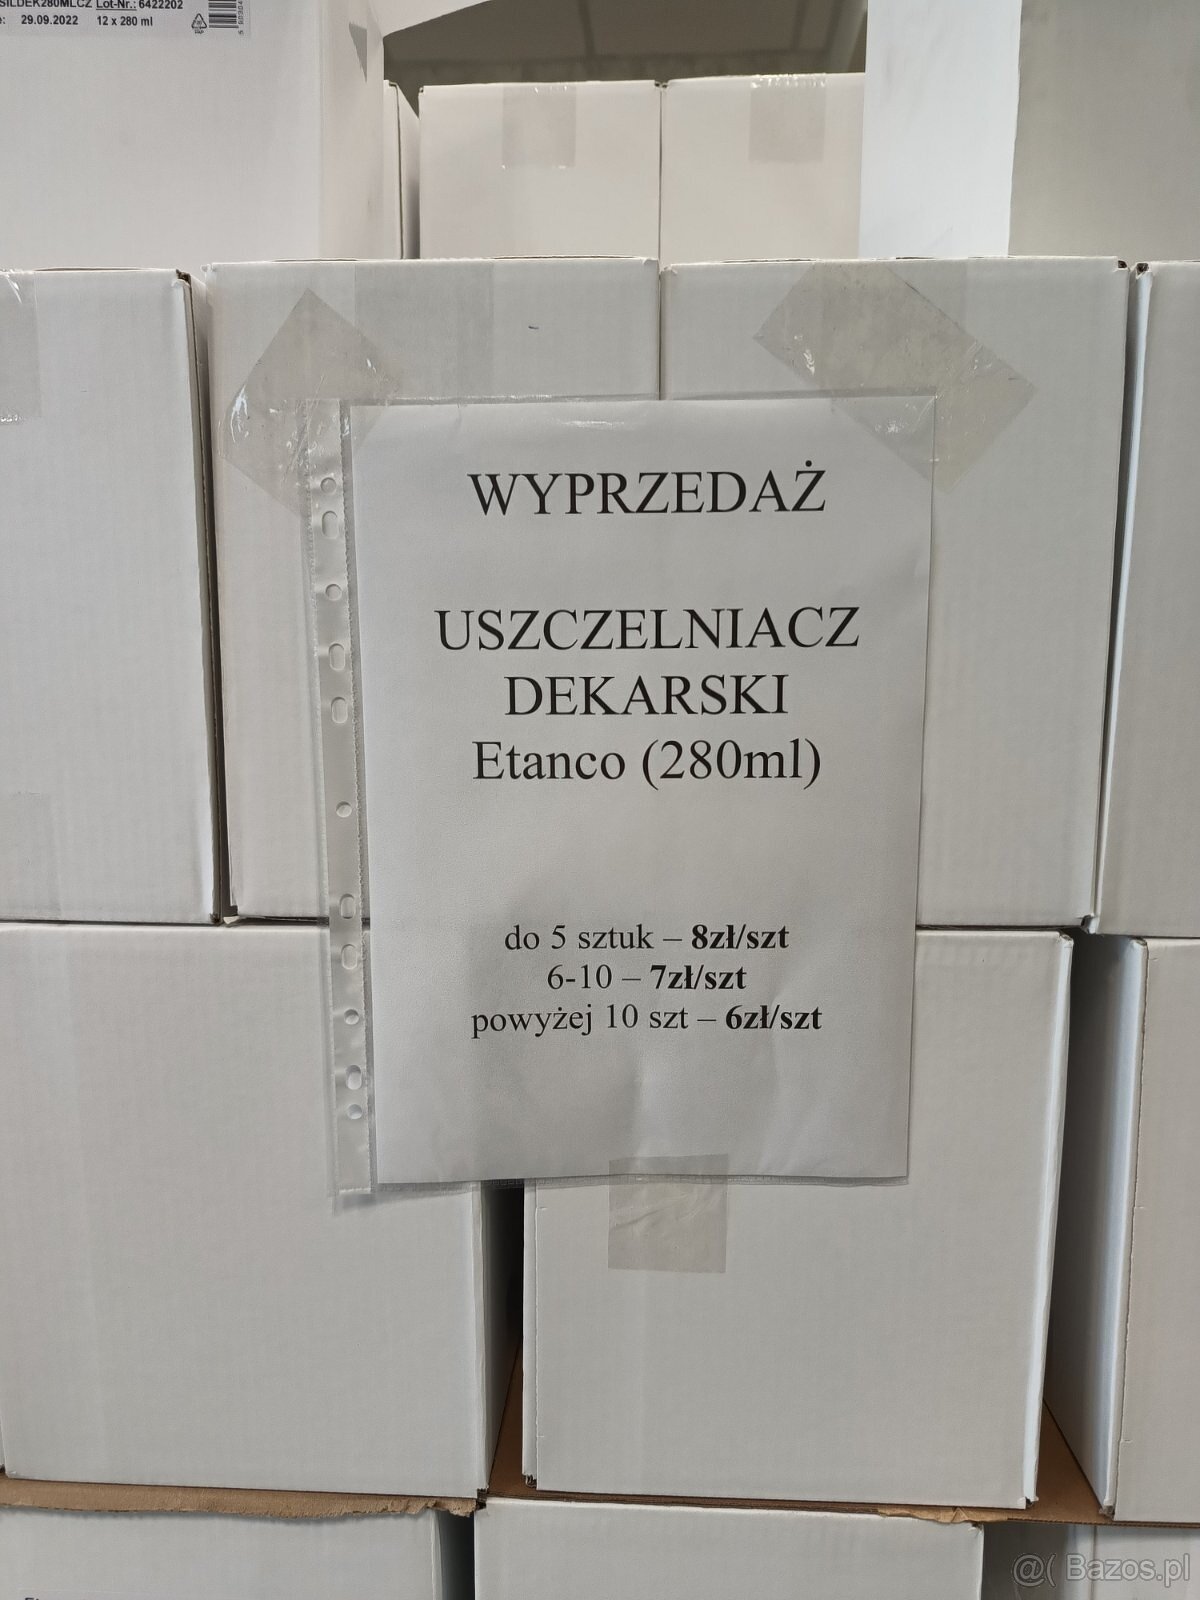 SILDEK280MLCZ Lot-Nr.: 6422202
29.09.2022 12 x 280 ml
PAP
WYPRZEDAŻ
USZCZELNIACZ
DEKARSKI
Etanco (280ml)
do 5 sztuk – 8zł/szt
6-10 – 7zł/szt
powyżej 10 szt – 6zł/szt
@( Bazos.pl